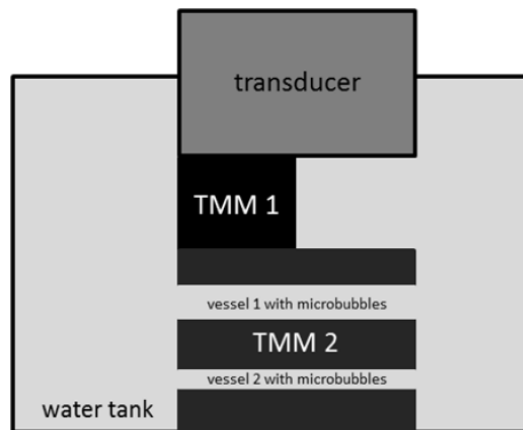 transducer
TMM 1
vessel 1 with microbubbles
TMM 2
vessel 2 with microbubbles
water tank